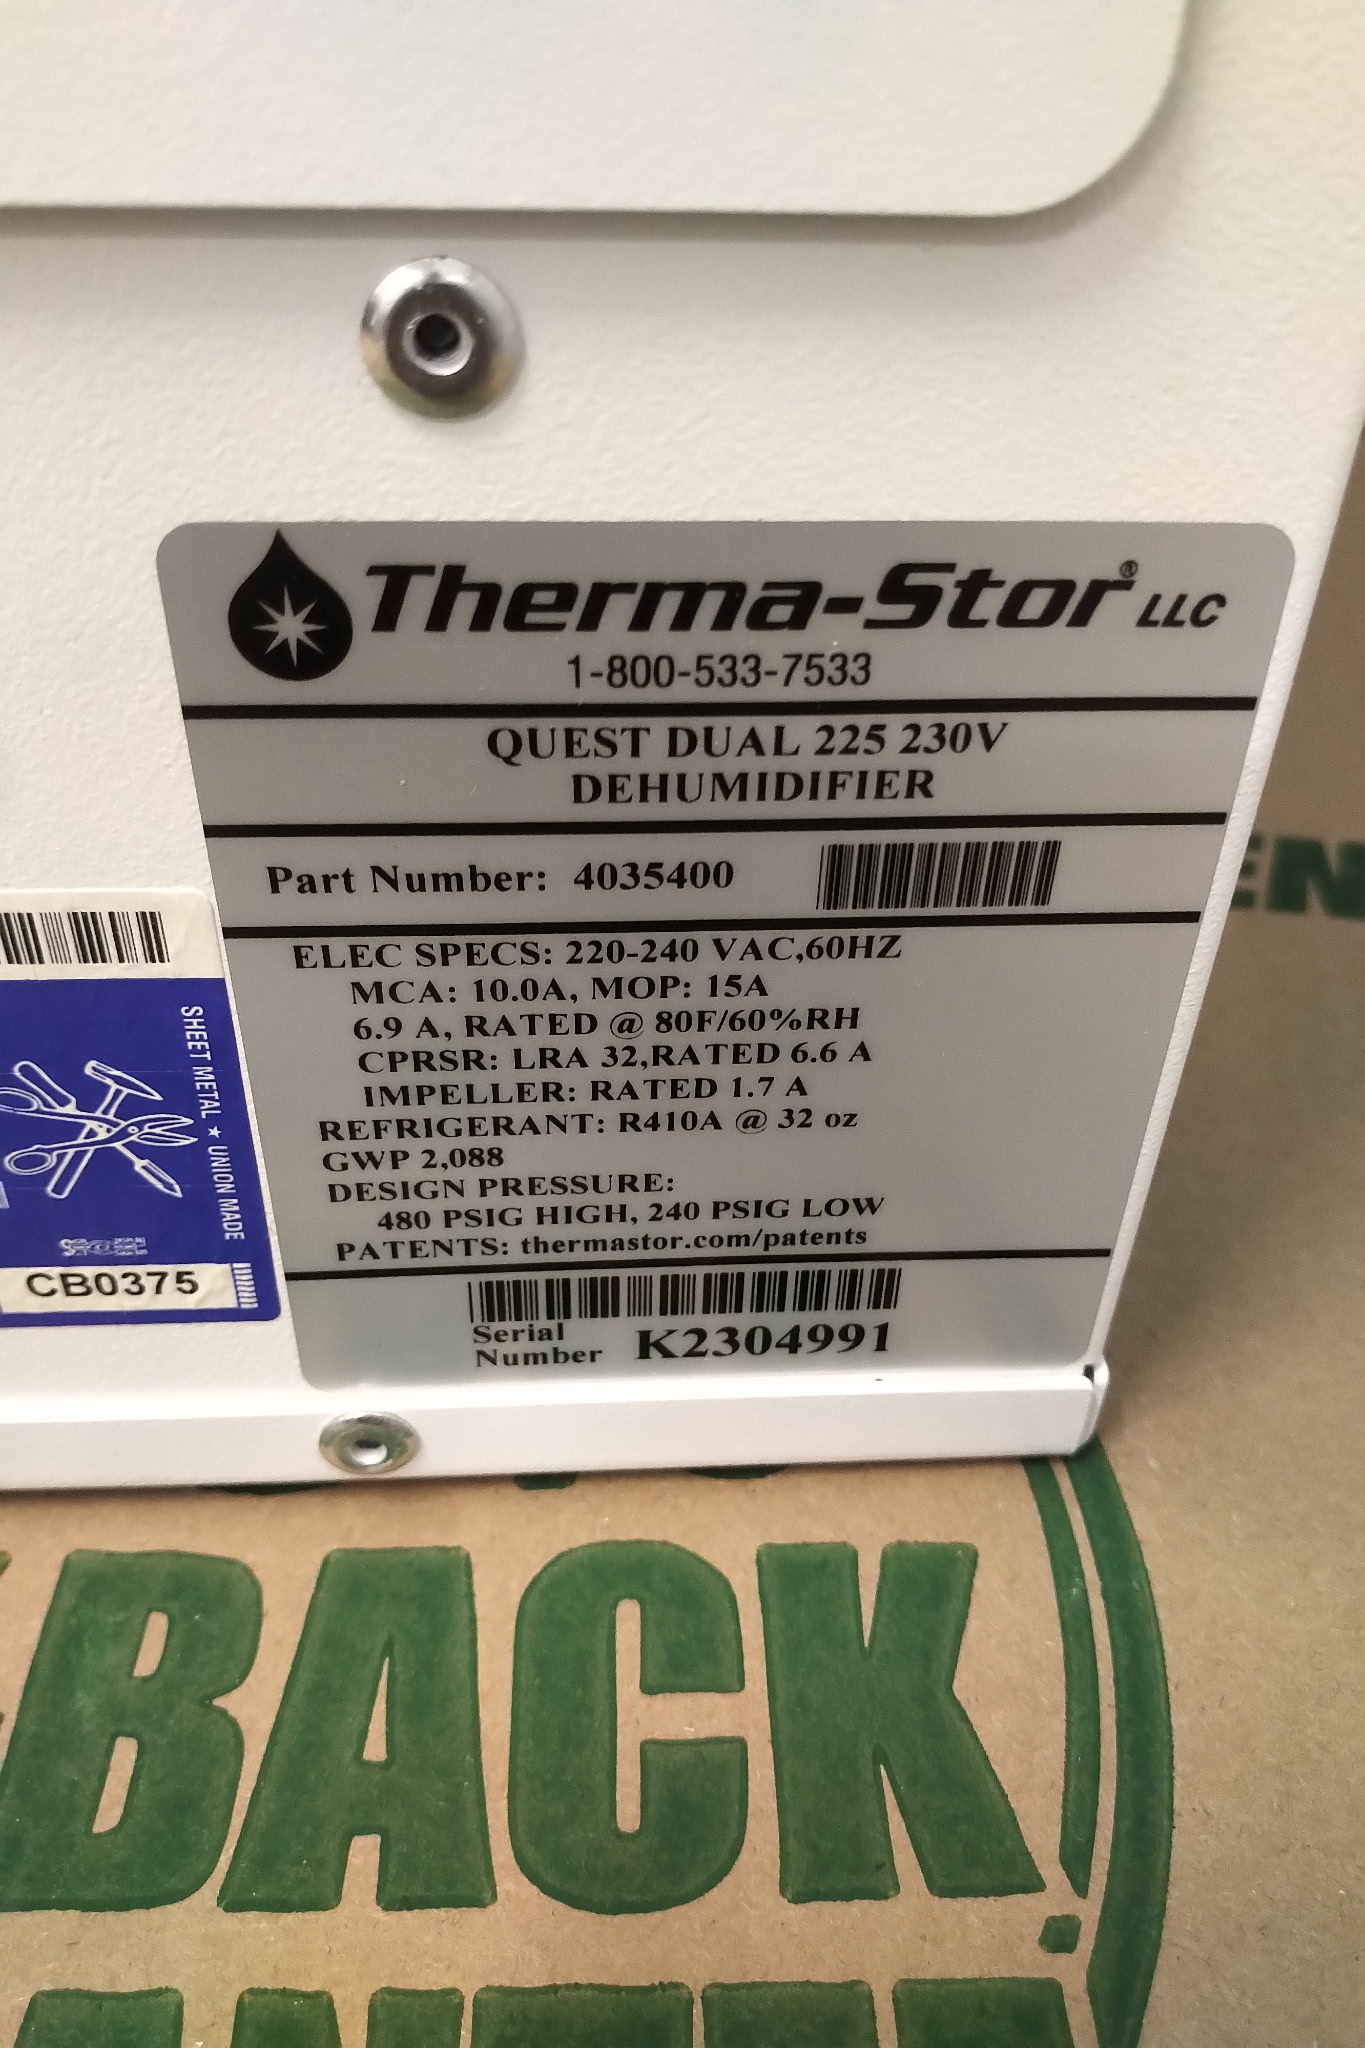 Therma-Stor® LLC
1-800-533-7533
QUEST DUAL 225 230V
DEHUMIDIFIER
Part Number: 4035400
ELEC SPECS: 220-240 VAC,60HZ
MCA: 10.0A, MOP: 15A
6.9 A, RATED @ 80F/60%RH
CPRSR: LRA 32,RATED 6.6 A
IMPELLER: RATED 1.7 A
REFRIGERANT: R410A @ 32 oz
GWP 2,088
DESIGN PRESSURE:
480 PSIG HIGH, 240 PSIG LOW
PATENTS: thermastor.com/patents
Serial
Number K2304991
SHEET METAL ★ UNION MADE
CB0375
EN
BACK